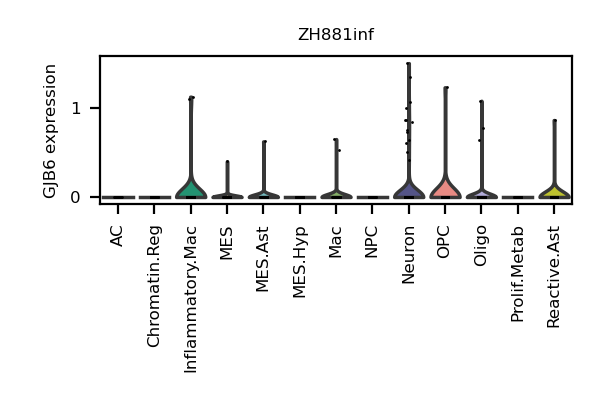 ZH881inf
GJB6 expression
1
0
AC
Chromatin.Reg
Inflammatory.Mac
MES
MES.Ast
MES.Hyp
Mac
NPC
Neuron
OPC
Oligo
Prolif.Metab
Reactive.Ast